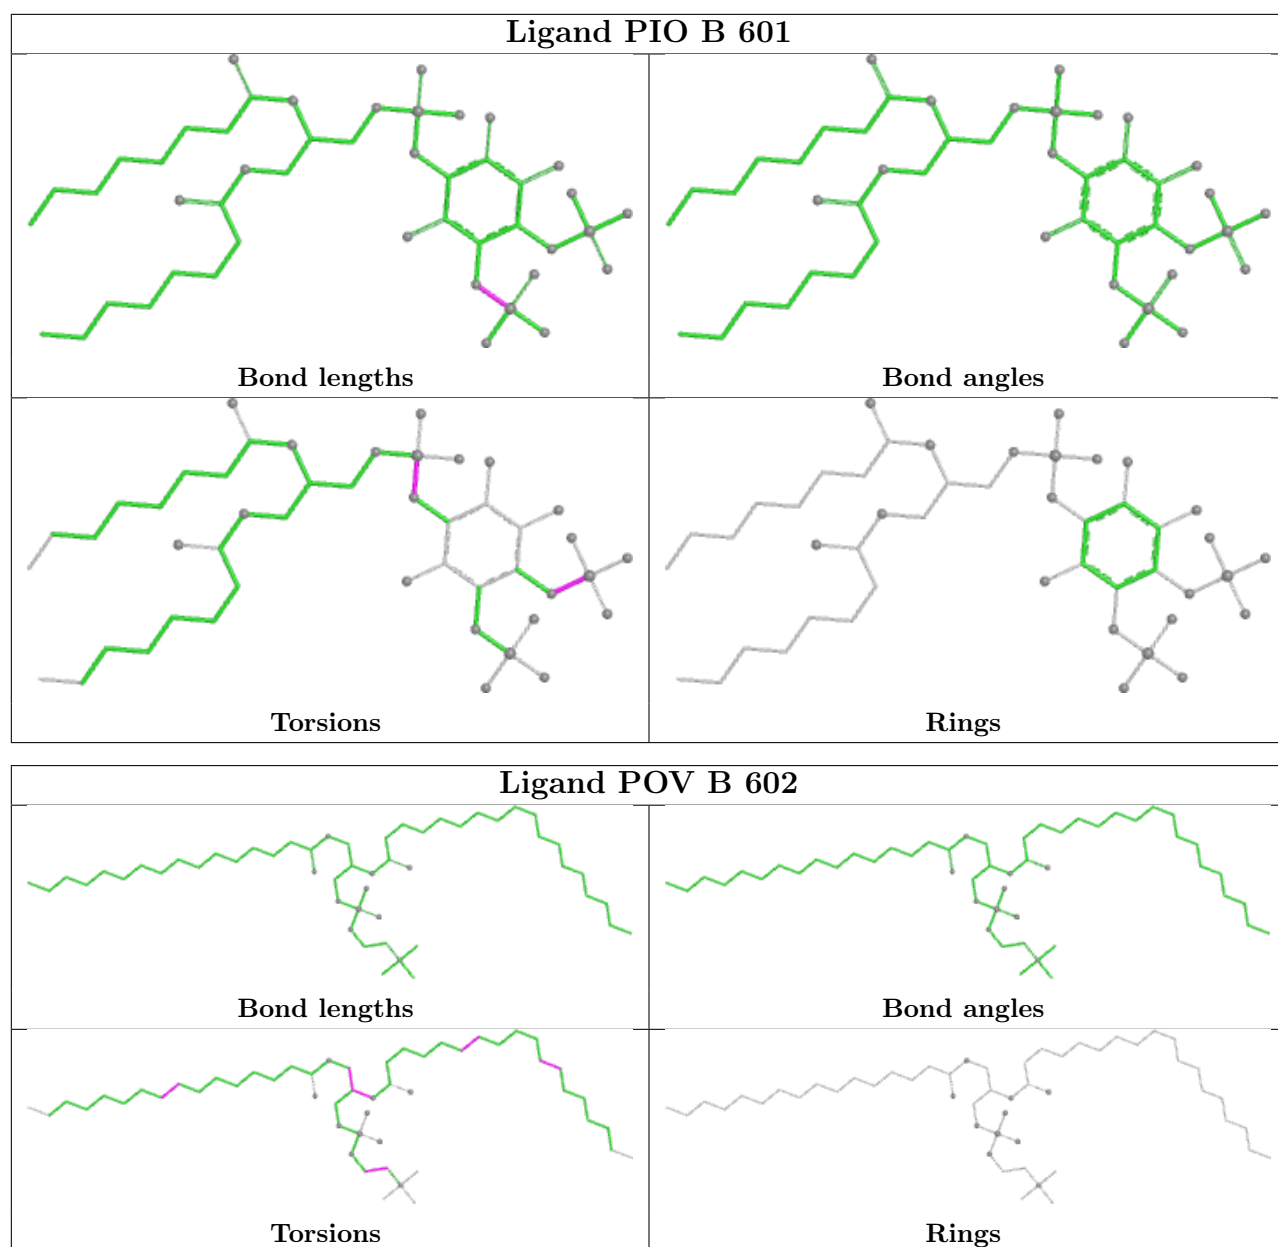 Ligand PIO B 601
Bond lengths
Bond angles
Torsions
Rings
Ligand POV B 602
Bond lengths
Bond angles
Torsions
Rings